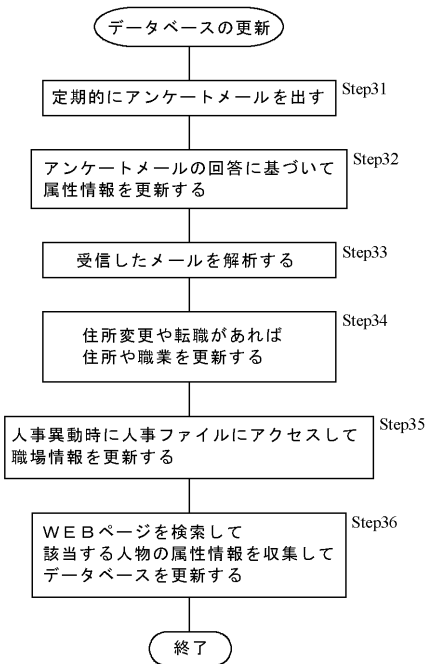 データベースの更新
Step31
定期的にアンケートメールを出す
Step32
アンケートメールの回答に基づいて
属性情報を更新する
Step33
受信したメールを解析する
Step34
住所変更や転職があれば
住所や職業を更新する
Step35
人事異動時に人事ファイルにアクセスして
職場情報を更新する
Step36
ＷＥＢページを検索して
該当する人物の属性情報を収集して
データベースを更新する
終了